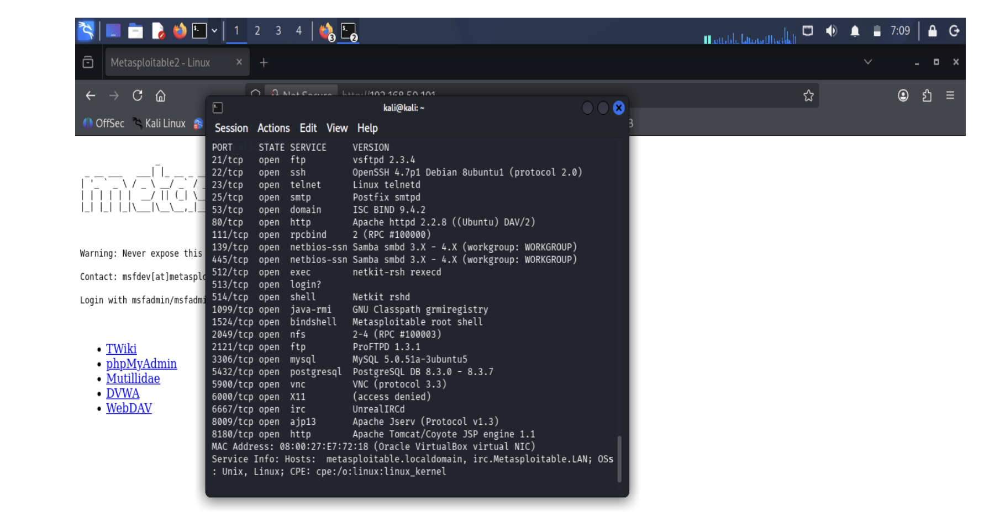 1 2 3 4 3 2 7:09
Metasploitable2 - Linux
Not Secure http://192.168.50.101
kali@kali: ~
OffSec Kali Linux
Session Actions Edit View Help
PORT STATE SERVICE VERSION
21/tcp open ftp vsftpd 2.3.4
22/tcp open ssh OpenSSH 4.7p1 Debian 8ubuntu1 (protocol 2.0)
23/tcp open telnet Linux telnetd
25/tcp open smtp Postfix smtpd
53/tcp open domain ISC BIND 9.4.2
80/tcp open http Apache httpd 2.2.8 ((Ubuntu) DAV/2)
111/tcp open rpcbind 2 (RPC #100000)
139/tcp open netbios-ssn Samba smbd 3.X - 4.X (workgroup: WORKGROUP)
445/tcp open netbios-ssn Samba smbd 3.X - 4.X (workgroup: WORKGROUP)
512/tcp open exec netkit-rsh rexecd
513/tcp open login?
514/tcp open shell Netkit rshd
1099/tcp open java-rmi GNU Classpath grmiregistry
1524/tcp open bindshell Metasploitable root shell
2049/tcp open nfs 2-4 (RPC #100003)
2121/tcp open ftp ProFTPD 1.3.1
3306/tcp open mysql MySQL 5.0.51a-3ubuntu5
5432/tcp open postgresql PostgreSQL DB 8.3.0 - 8.3.7
5900/tcp open vnc VNC (protocol 3.3)
6000/tcp open X11 (access denied)
6667/tcp open irc UnrealIRCd
8009/tcp open ajp13 Apache Jserv (Protocol v1.3)
8180/tcp open http Apache Tomcat/Coyote JSP engine 1.1
MAC Address: 08:00:27:E7:72:18 (Oracle VirtualBox virtual NIC)
Service Info: Hosts:  metasploitable.localdomain, irc.Metasploitable.LAN; OSs
: Unix, Linux; CPE: cpe:/o:linux:linux_kernel
Warning: Never expose this
Contact: msfdev[at]metasplo
Login with msfadmin/msfadmi
TWiki
phpMyAdmin
Mutillidae
DVWA
WebDAV